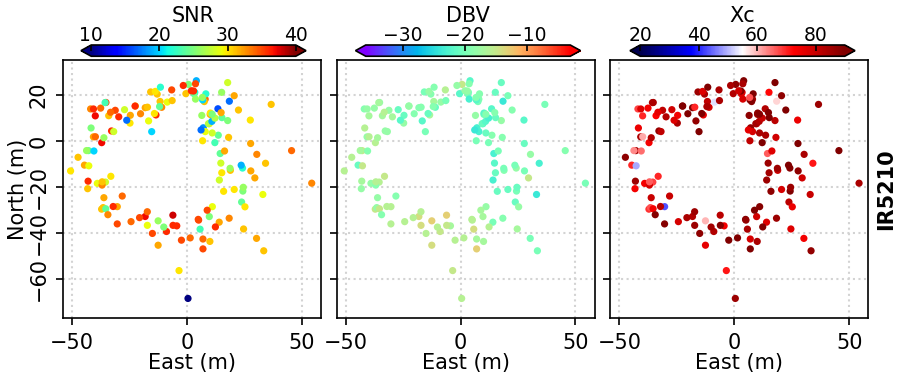 SNR DBV Xc
10 20 30 40 −30 −20 −10 20 40 60 80
20
0
−20
−40
−60
North (m)
IR5210
−50 0 50 −50 0 50 −50 0 50
East (m) East (m) East (m)